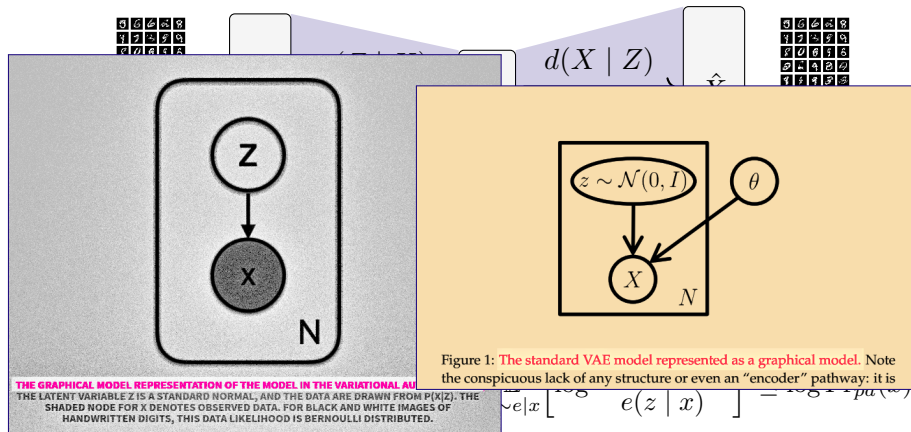 d(X | Z)
Z
X
N
THE GRAPHICAL MODEL REPRESENTATION OF THE MODEL IN THE VARIATIONAL
THE LATENT VARIABLE Z IS A STANDARD NORMAL, AND THE DATA ARE DRAWN FROM P(X|Z). THE
SHADED NODE FOR X DENOTES OBSERVED DATA. FOR BLACK AND WHITE IMAGES OF
HANDWRITTEN DIGITS, THIS DATA LIKELIHOOD IS BERNOULLI DISTRIBUTED.
z ∼ N(0, I)
θ
X
N
Figure 1: The standard VAE model represented as a graphical model. Note
the conspicuous lack of any structure or even an “encoder” pathway: it is
∼e|x [ e(z | x) ]